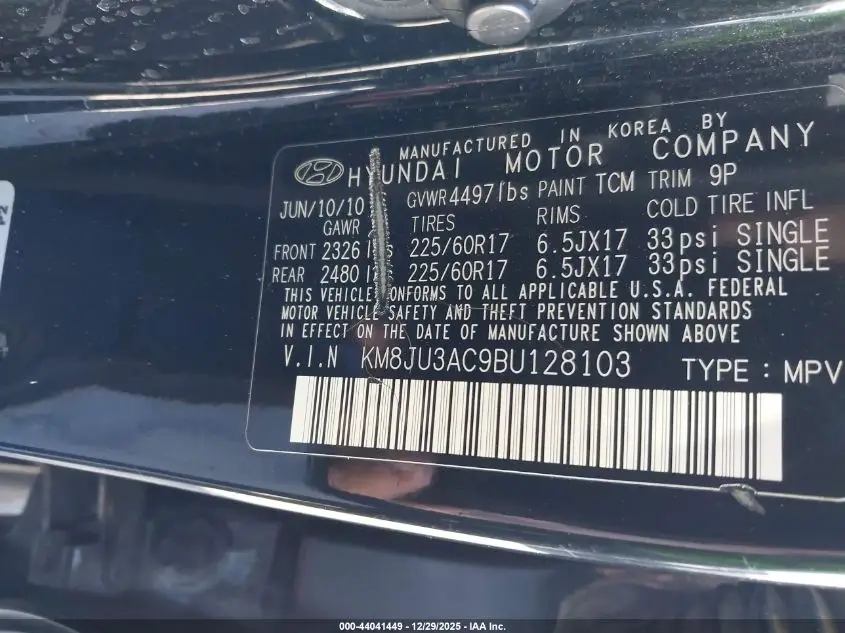 MANUFACTURED IN KOREA BY
HYUNDAI MOTOR COMPANY
JUN/10/10 GVWR 4497lbs PAINT TCM TRIM 9P
GAWR TIRES RIMS COLD TIRE INFL
FRONT 2326 225/60R17 6.5JX17 33psi SINGLE
REAR 2480 225/60R17 6.5JX17 33psi SINGLE
THIS VEHICLE CONFORMS TO ALL APPLICABLE U.S.A. FEDERAL
MOTOR VEHICLE SAFETY AND THEFT PREVENTION STANDARDS
IN EFFECT ON THE DATE OF MANUFACTURE SHOWN ABOVE
V.I.N KM8JU3AC9BU128103 TYPE : MPV
000-44041449 - 12/29/2025 - IAA Inc.